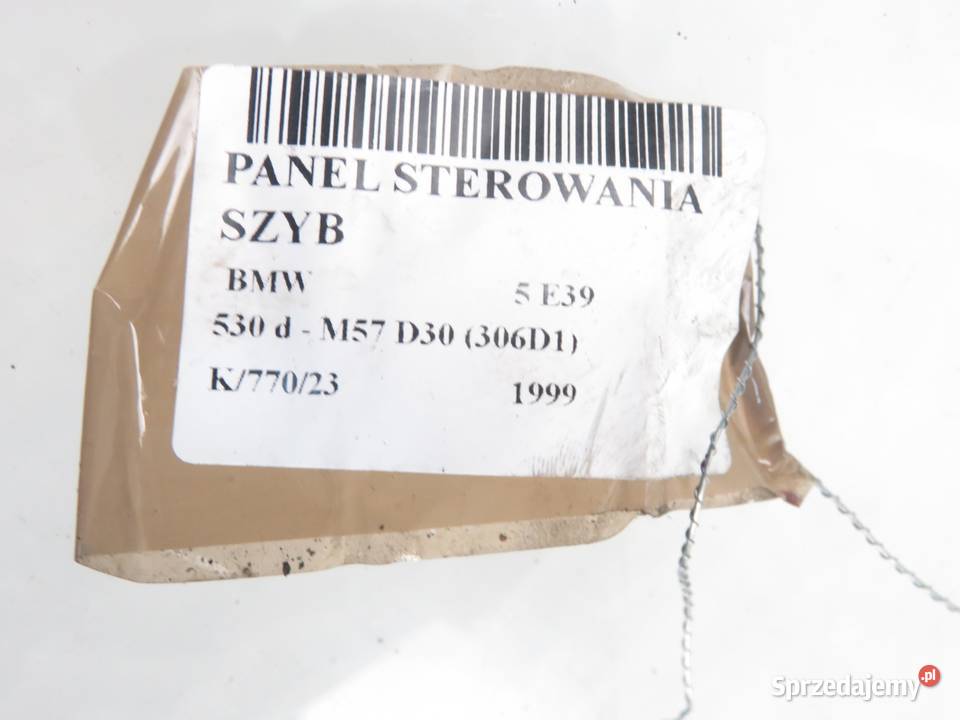 PANEL STEROWANIA
SZYB
BMW 5 E39
530 d - M57 D30 (306D1)
K/770/23 1999
Sprzedajemy.pl